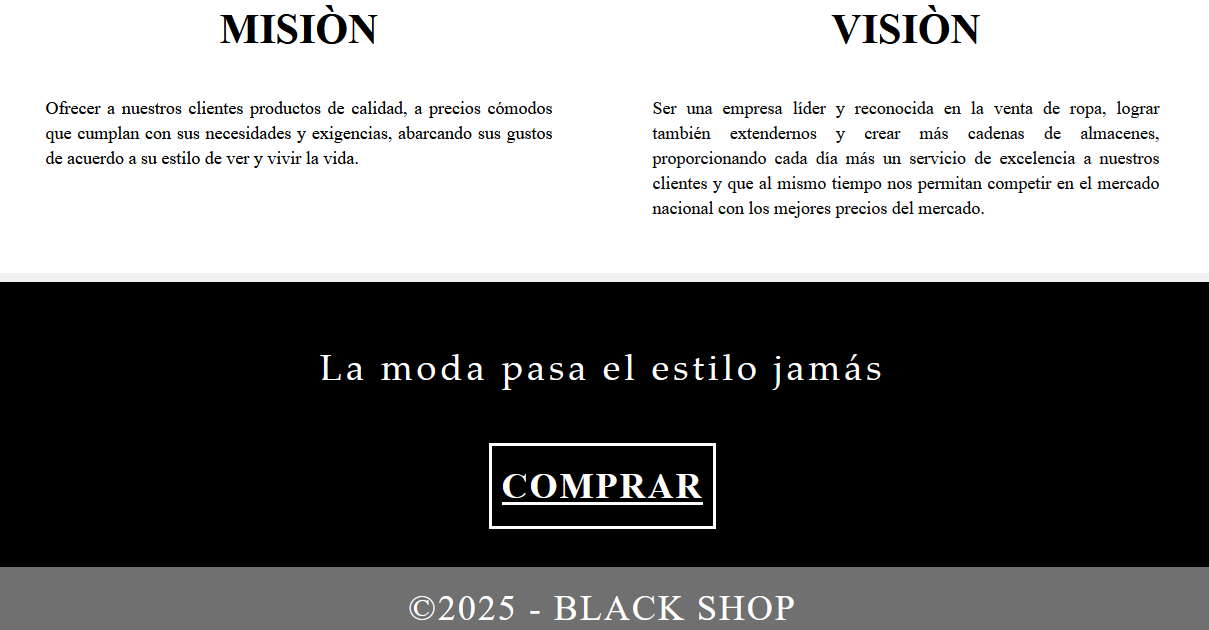 MISIÒN
Ofrecer a nuestros clientes productos de calidad, a precios cómodos
que cumplan con sus necesidades y exigencias, abarcando sus gustos
de acuerdo a su estilo de ver y vivir la vida.
VISIÒN
Ser una empresa líder y reconocida en la venta de ropa, lograr
también extendernos y crear más cadenas de almacenes,
proporcionando cada día más un servicio de excelencia a nuestros
clientes y que al mismo tiempo nos permitan competir en el mercado
nacional con los mejores precios del mercado.
La moda pasa el estilo jamás
COMPRAR
©2025 - BLACK SHOP